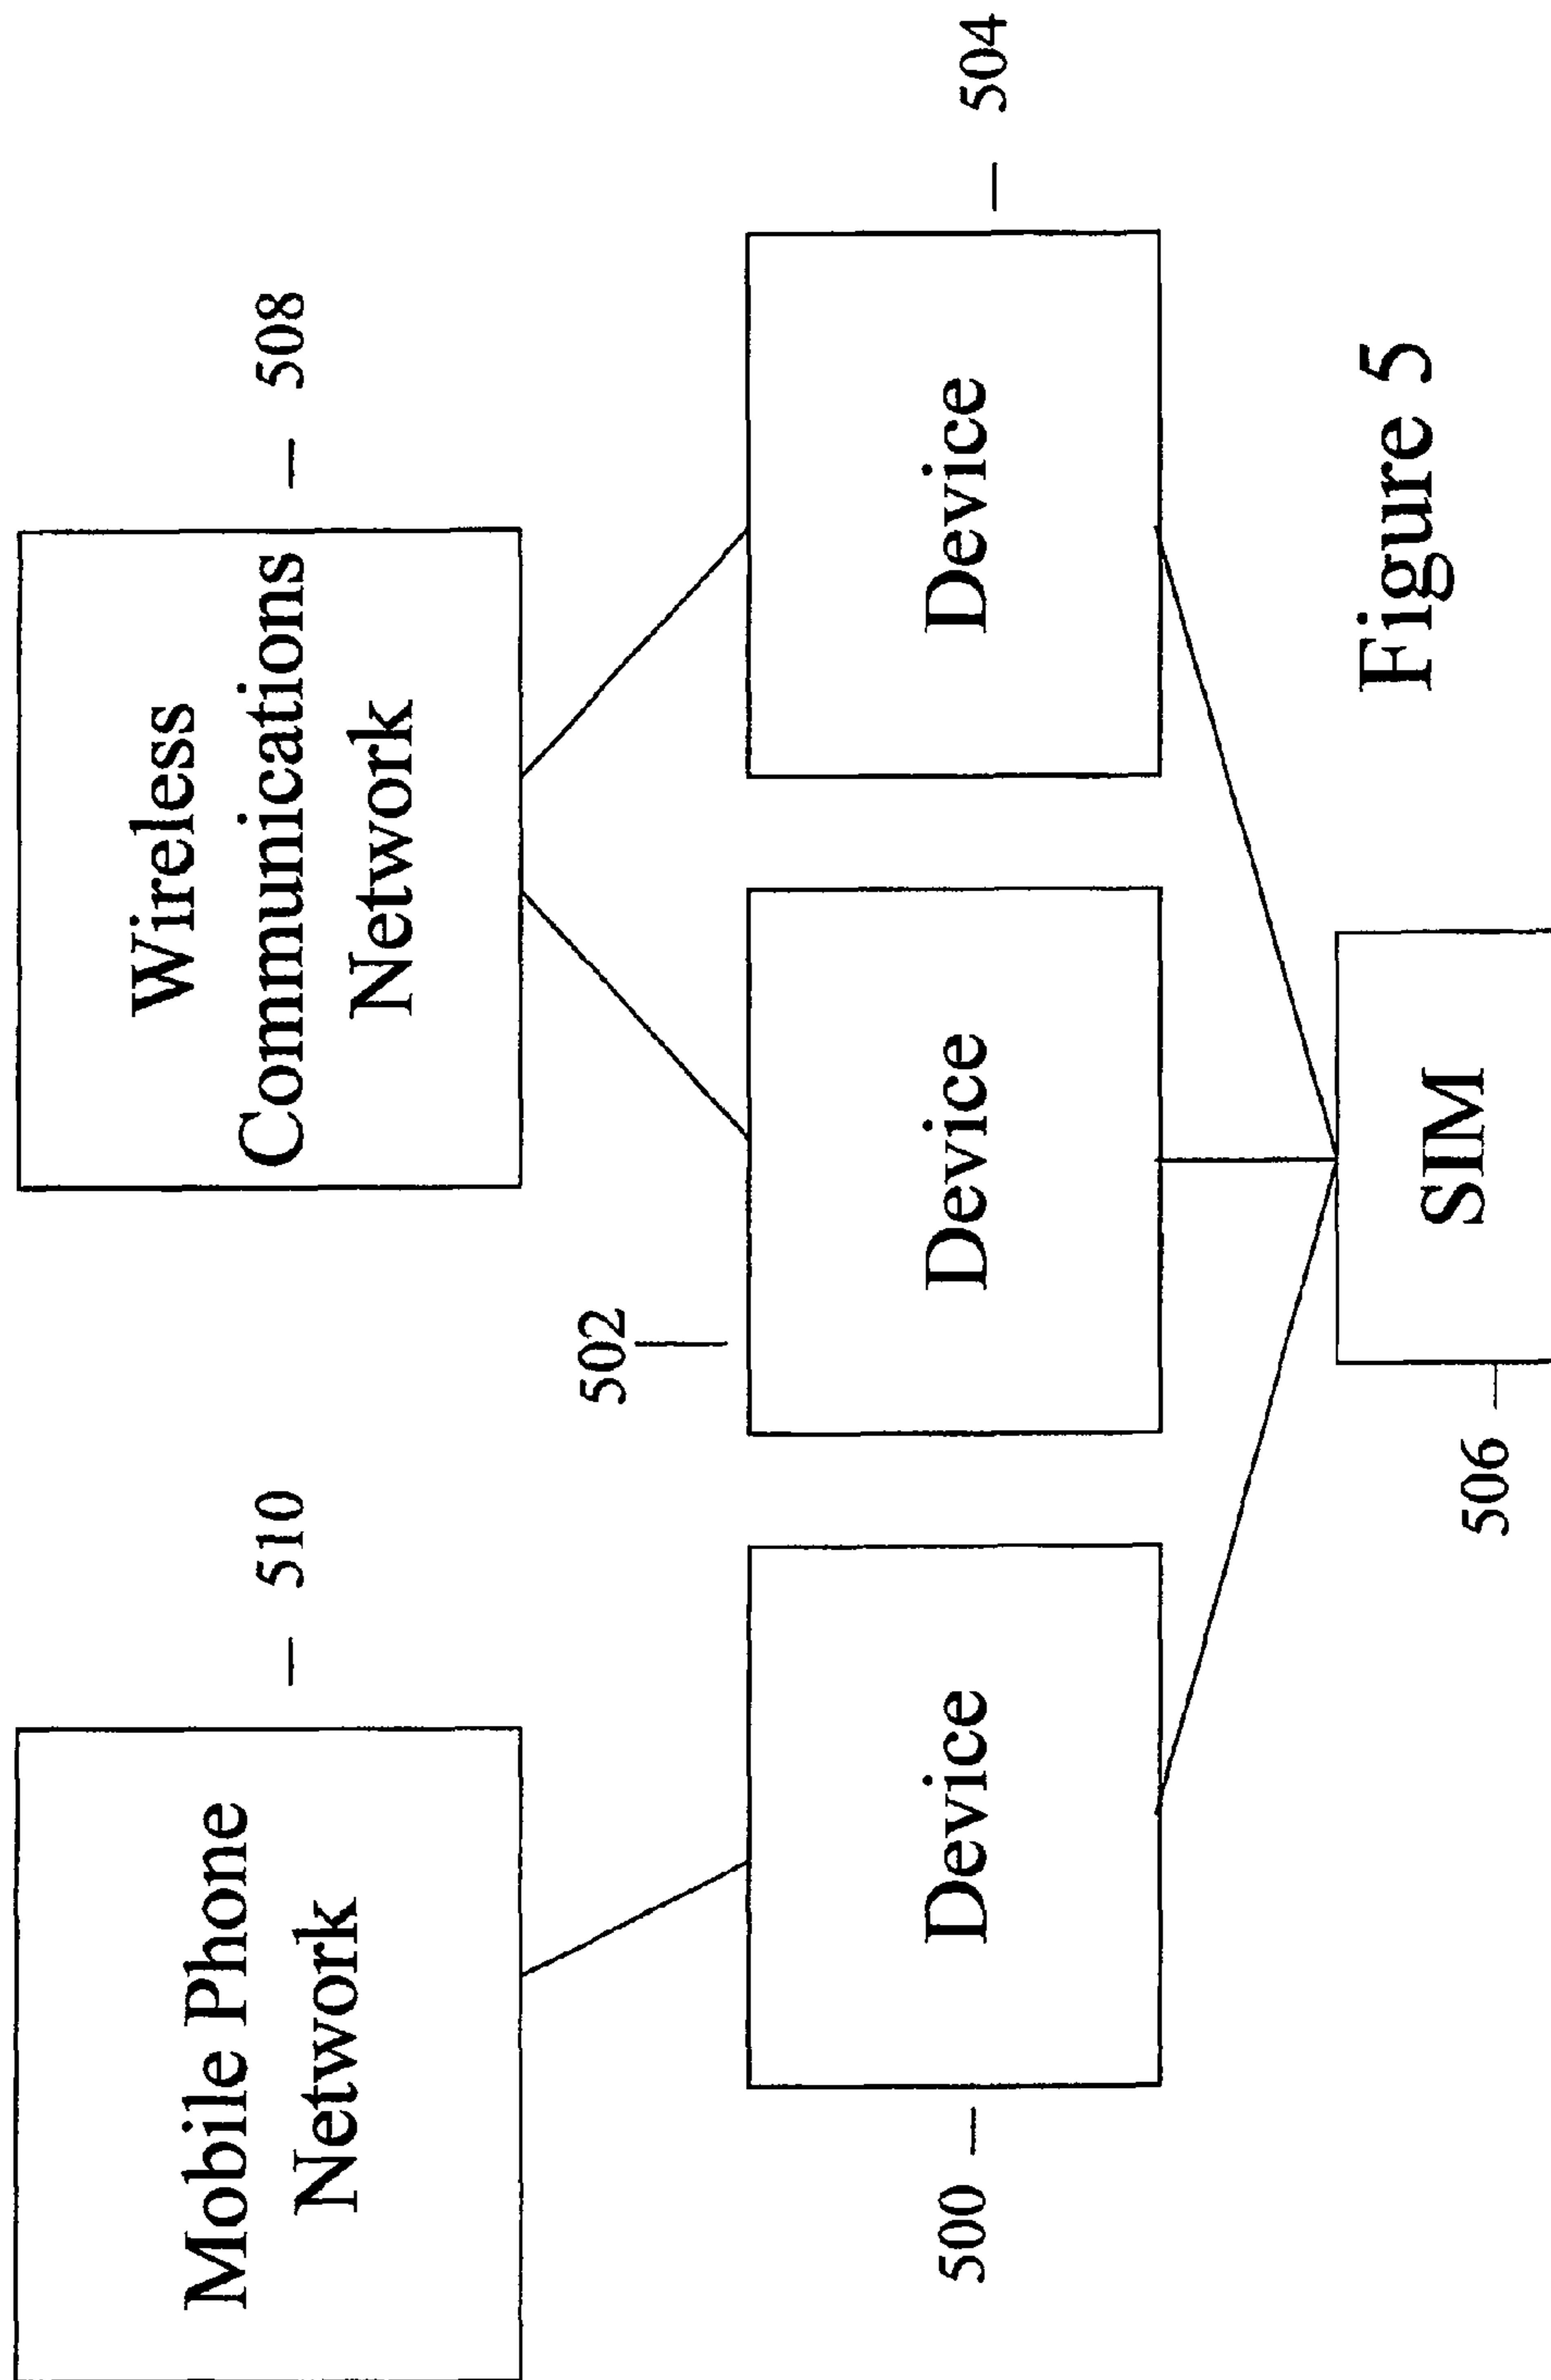 Mobile Phone
Network
510
Wireless
Communications
Network
508
502
500
Device
Device
Device
504
506
SIM
Figure 5